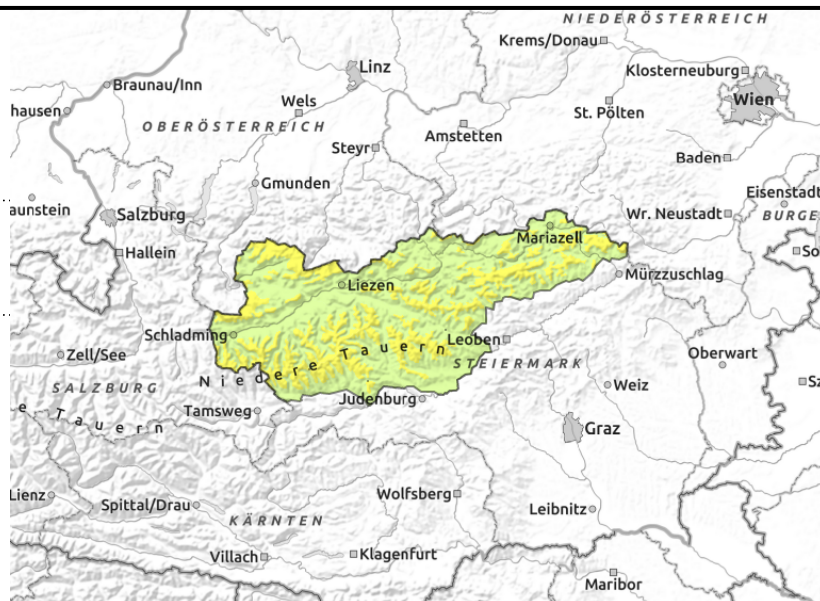 NIEDERÖSTERREICH
Krems/Donau
Linz
Klosterneuburg
Braunau/Inn
Wien
Wels
hausen
St. Pölten
OBERÖSTERREICH
Amstetten
Steyr
Baden
Gmunden
Eisenstadt
aunstein
Salzburg
Wr. Neustadt
BURGE
Mariazell
Hallein
So
Mürzzuschlag
Liezen
Schladming
Leoben
Zell/See
Niedere Tauern
STEIERMARK
Oberwart
SALZBURG
Weiz
Sz
Tamsweg
Judenburg
e Tauern
Graz
Lienz
Wolfsberg
Spittal/Drau
Leibnitz
KÄRNTEN
Villach
Klagenfurt
Maribor